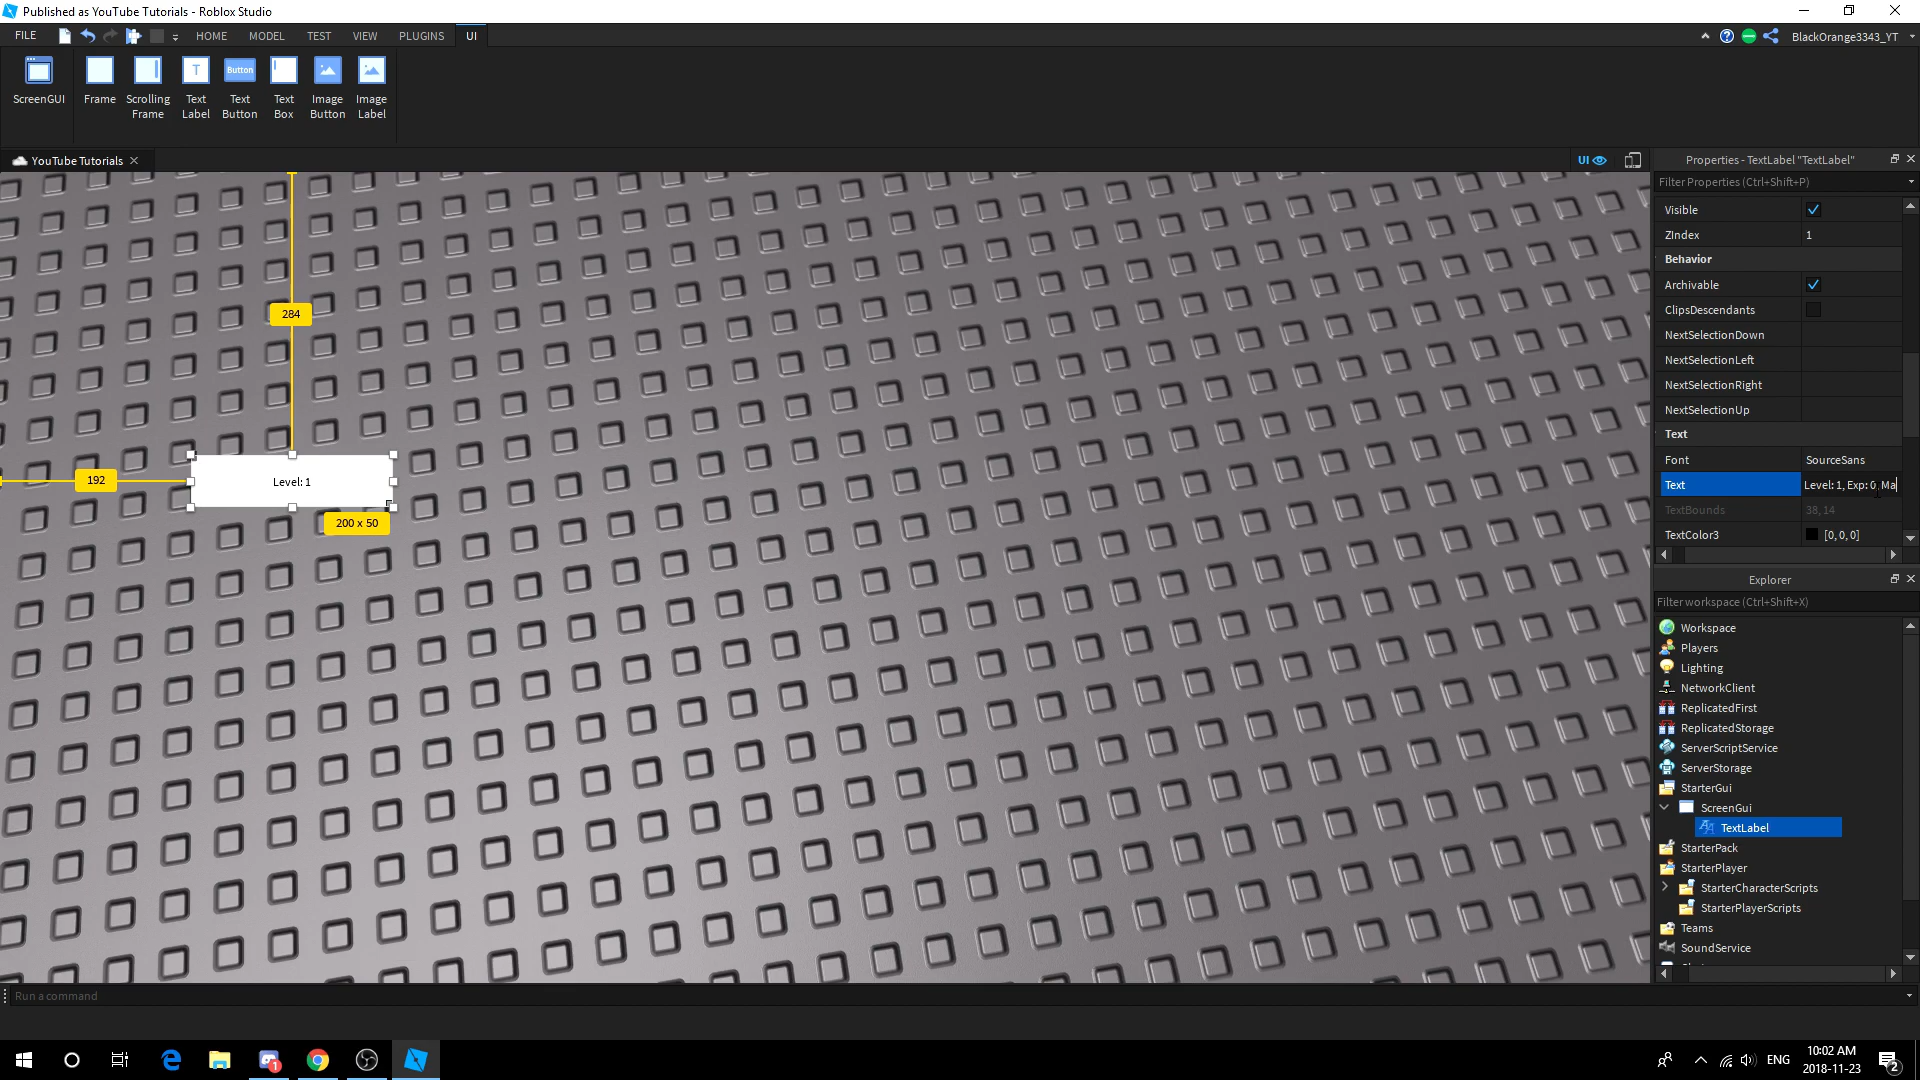 Published as YouTube Tutorials - Roblox Studio
FILE
HOME
MODEL
TEST
VIEW
PLUGINS
UI
BlackOrange3343_YT
ScreenGUI
Frame
Scrolling
Frame
T
Text
Label
Button
Text
Button
Text
Box
Image
Button
Image
Label
YouTube Tutorials
UI
Properties - TextLabel "TextLabel"
Filter Properties (Ctrl+Shift+P)
Visible
ZIndex 1
Behavior
Archivable
ClipsDescendants
NextSelectionDown
NextSelectionLeft
NextSelectionRight
NextSelectionUp
Text
Font SourceSans
Text Level: 1, Exp: 0, Ma
TextBounds 38, 14
TextColor3 [0, 0, 0]
284
192
Level: 1
200 x 50
Explorer
Filter workspace (Ctrl+Shift+X)
Workspace
Players
Lighting
NetworkClient
ReplicatedFirst
ReplicatedStorage
ServerScriptService
ServerStorage
StarterGui
ScreenGui
TextLabel
StarterPack
StarterPlayer
StarterCharacterScripts
StarterPlayerScripts
Teams
SoundService
Run a command
1
ENG
10:02 AM
2018-11-23
2